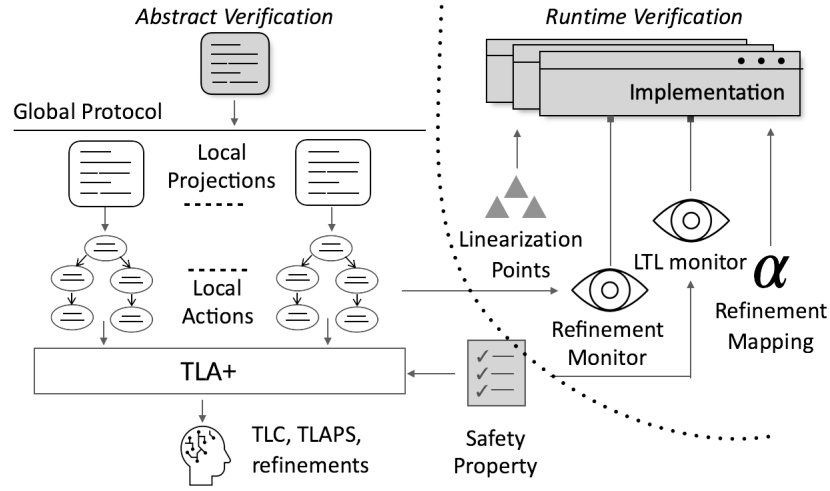 Abstract Verification
Runtime Verification
Global Protocol
Implementation
Local
Projections
Linearization
Points
LTL monitor
α
Refinement
Mapping
Local
Actions
Refinement
Monitor
TLA+
TLC, TLAPS,
refinements
Safety
Property